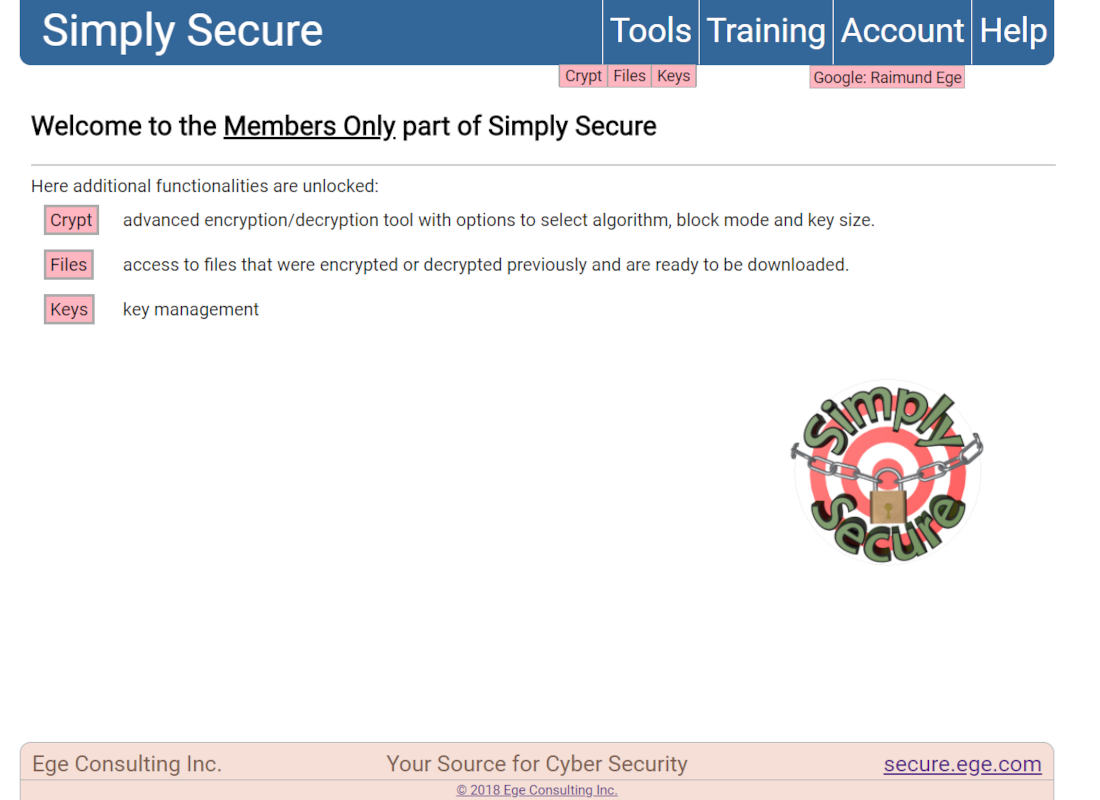 Simply Secure Tools Training Account Help
Crypt Files Keys Google: Raimund Ege
Welcome to the Members Only part of Simply Secure
Here additional functionalities are unlocked:
Crypt advanced encryption/decryption tool with options to select algorithm, block mode and key size.
Files access to files that were encrypted or decrypted previously and are ready to be downloaded.
Keys key management
Simply
Secure
Ege Consulting Inc. Your Source for Cyber Security secure.ege.com
© 2018 Ege Consulting Inc.